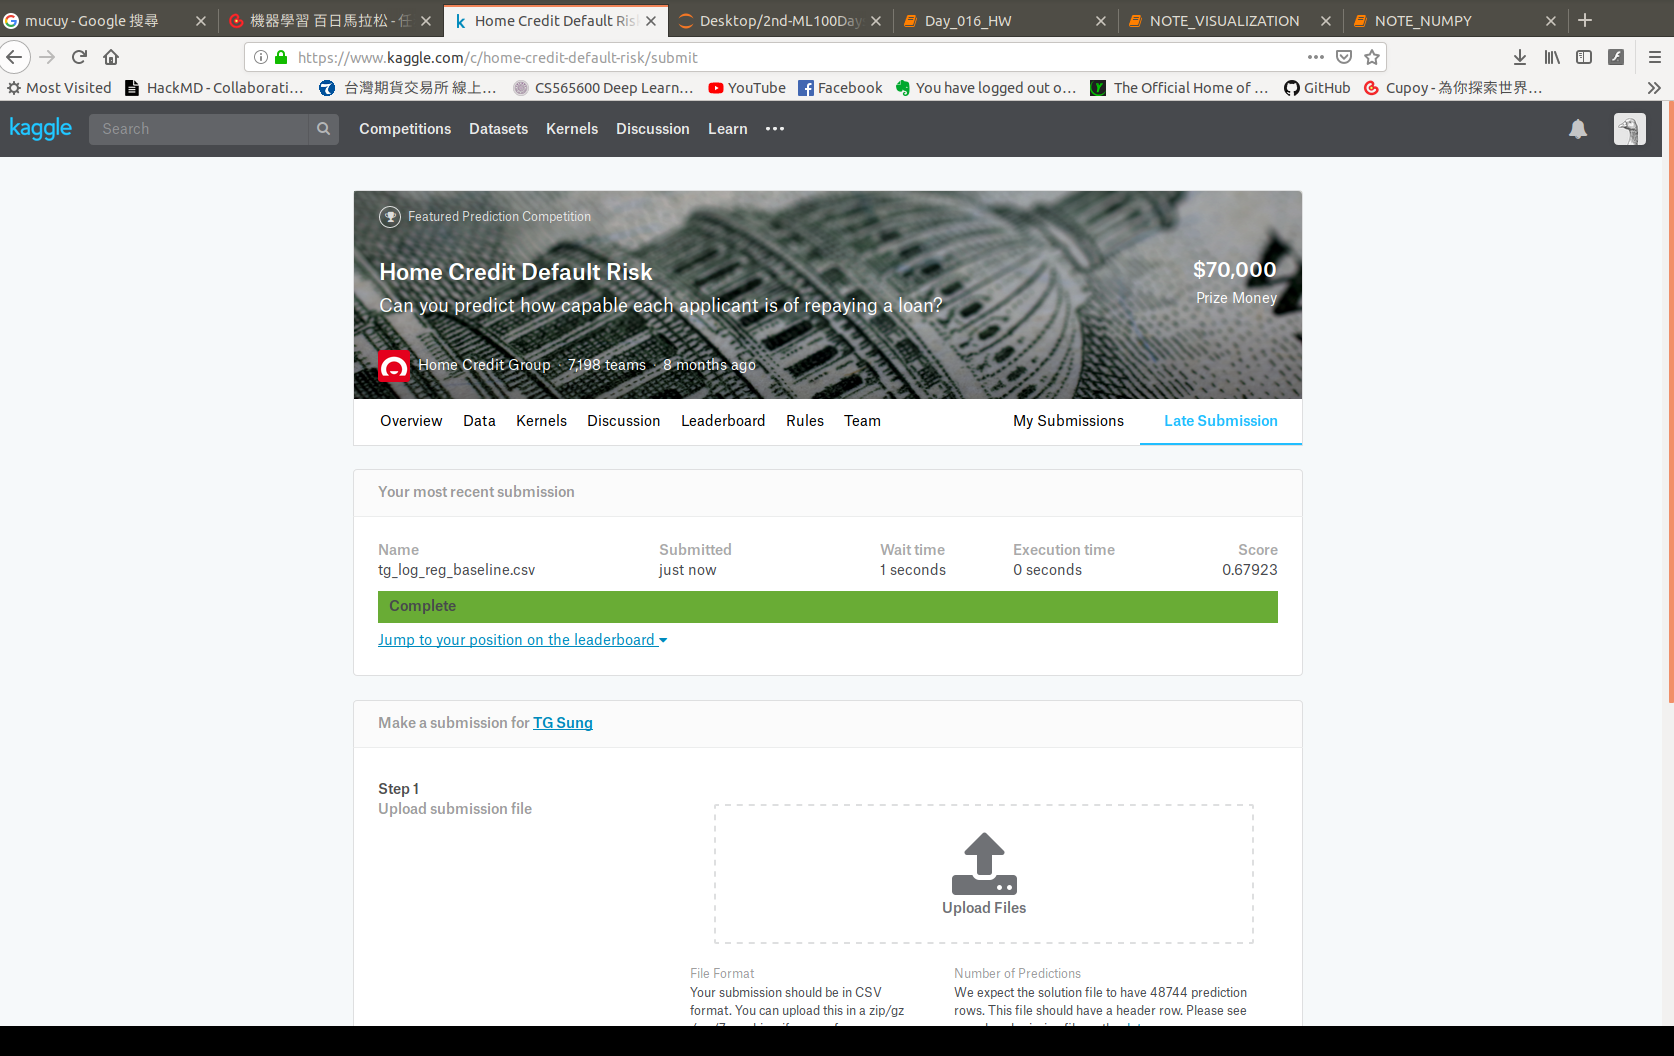 mucuy - Google 搜尋
機器學習 百日馬拉松 - 任
Home Credit Default Ris
Desktop/2nd-ML100Day
Day_016_HW
NOTE_VISUALIZATION
NOTE_NUMPY
https://www.kaggle.com/c/home-credit-default-risk/submit
Most Visited
HackMD - Collaborati…
台灣期貨交易所 線上…
CS565600 Deep Learn…
YouTube
Facebook
You have logged out o…
The Official Home of …
GitHub
Cupoy - 為你探索世界…
kaggle
Search
Competitions
Datasets
Kernels
Discussion
Learn
Featured Prediction Competition
Home Credit Default Risk
Can you predict how capable each applicant is of repaying a loan?
$70,000
Prize Money
Home Credit Group · 7,198 teams · 8 months ago
Overview
Data
Kernels
Discussion
Leaderboard
Rules
Team
My Submissions
Late Submission
Your most recent submission
Name Submitted Wait time Execution time Score
tg_log_reg_baseline.csv just now 1 seconds 0 seconds 0.67923
Complete
Jump to your position on the leaderboard
Make a submission for TG Sung
Step 1
Upload submission file
Upload Files
File Format
Your submission should be in CSV
format. You can upload this in a zip/gz
Number of Predictions
We expect the solution file to have 48744 prediction
rows. This file should have a header row. Please see